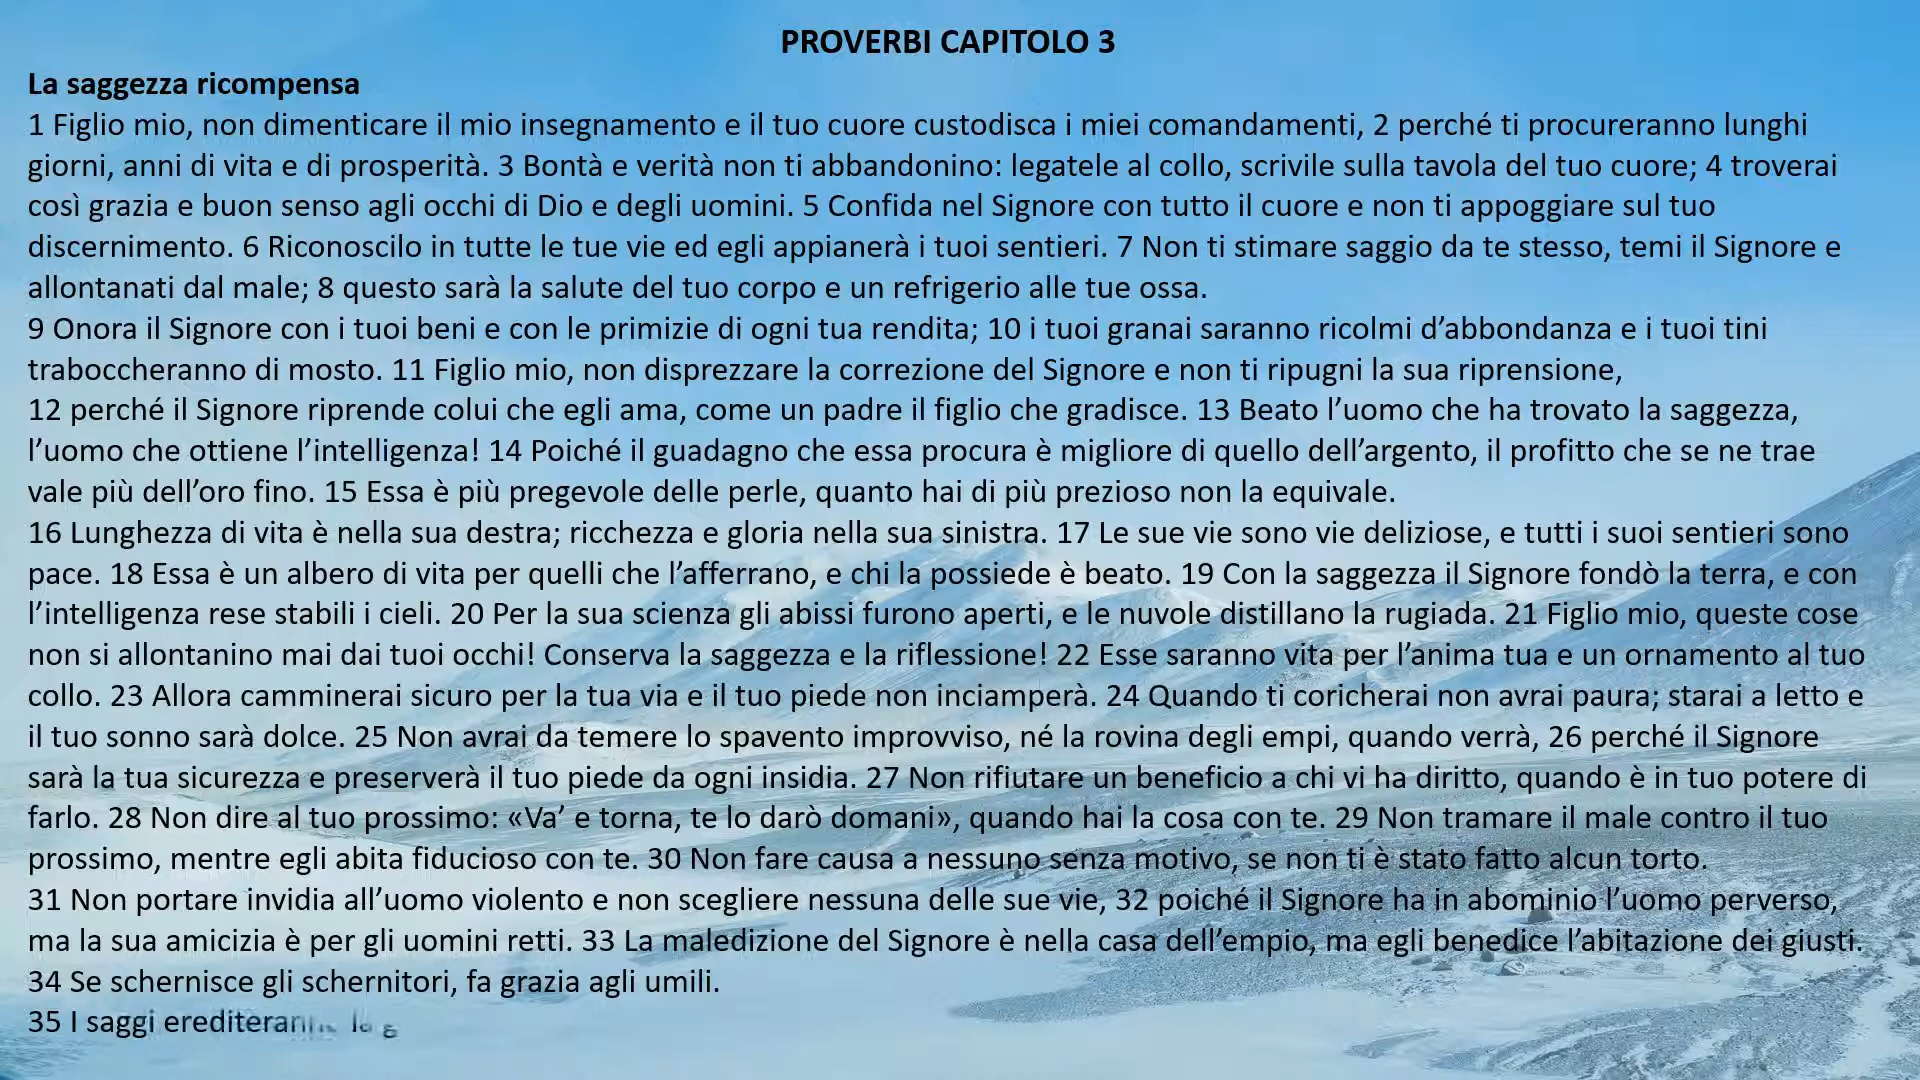 PROVERBI CAPITOLO 3
La saggezza ricompensa
1 Figlio mio, non dimenticare il mio insegnamento e il tuo cuore custodisca i miei comandamenti, 2 perché ti procureranno lunghi
giorni, anni di vita e di prosperità. 3 Bontà e verità non ti abbandonino: legatele al collo, scrivile sulla tavola del tuo cuore; 4 troverai
così grazia e buon senso agli occhi di Dio e degli uomini. 5 Confida nel Signore con tutto il cuore e non ti appoggiare sul tuo
discernimento. 6 Riconoscilo in tutte le tue vie ed egli appianerà i tuoi sentieri. 7 Non ti stimare saggio da te stesso, temi il Signore e
allontanati dal male; 8 questo sarà la salute del tuo corpo e un refrigerio alle tue ossa.
9 Onora il Signore con i tuoi beni e con le primizie di ogni tua rendita; 10 i tuoi granai saranno ricolmi d’abbondanza e i tuoi tini
traboccheranno di mosto. 11 Figlio mio, non disprezzare la correzione del Signore e non ti ripugni la sua riprensione,
12 perché il Signore riprende colui che egli ama, come un padre il figlio che gradisce. 13 Beato l’uomo che ha trovato la saggezza,
l’uomo che ottiene l’intelligenza! 14 Poiché il guadagno che essa procura è migliore di quello dell’argento, il profitto che se ne trae
vale più dell’oro fino. 15 Essa è più pregevole delle perle, quanto hai di più prezioso non la equivale.
16 Lunghezza di vita è nella sua destra; ricchezza e gloria nella sua sinistra. 17 Le sue vie sono vie deliziose, e tutti i suoi sentieri sono
pace. 18 Essa è un albero di vita per quelli che l’afferrano, e chi la possiede è beato. 19 Con la saggezza il Signore fondò la terra, e con
l’intelligenza rese stabili i cieli. 20 Per la sua scienza gli abissi furono aperti, e le nuvole distillano la rugiada. 21 Figlio mio, queste cose
non si allontanino mai dai tuoi occhi! Conserva la saggezza e la riflessione! 22 Esse saranno vita per l’anima tua e un ornamento al tuo
collo. 23 Allora camminerai sicuro per la tua via e il tuo piede non inciamperà. 24 Quando ti coricherai non avrai paura; starai a letto e
il tuo sonno sarà dolce. 25 Non avrai da temere lo spavento improvviso, né la rovina degli empi, quando verrà, 26 perché il Signore
sarà la tua sicurezza e preserverà il tuo piede da ogni insidia. 27 Non rifiutare un beneficio a chi vi ha diritto, quando è in tuo potere di
farlo. 28 Non dire al tuo prossimo: «Va’ e torna, te lo darò domani», quando hai la cosa con te. 29 Non tramare il male contro il tuo
prossimo, mentre egli abita fiducioso con te. 30 Non fare causa a nessuno senza motivo, se non ti è stato fatto alcun torto.
31 Non portare invidia all’uomo violento e non scegliere nessuna delle sue vie, 32 poiché il Signore ha in abominio l’uomo perverso,
ma la sua amicizia è per gli uomini retti. 33 La maledizione del Signore è nella casa dell’empio, ma egli benedice l’abitazione dei giusti.
34 Se schernisce gli schernitori, fa grazia agli umili.
35 I saggi